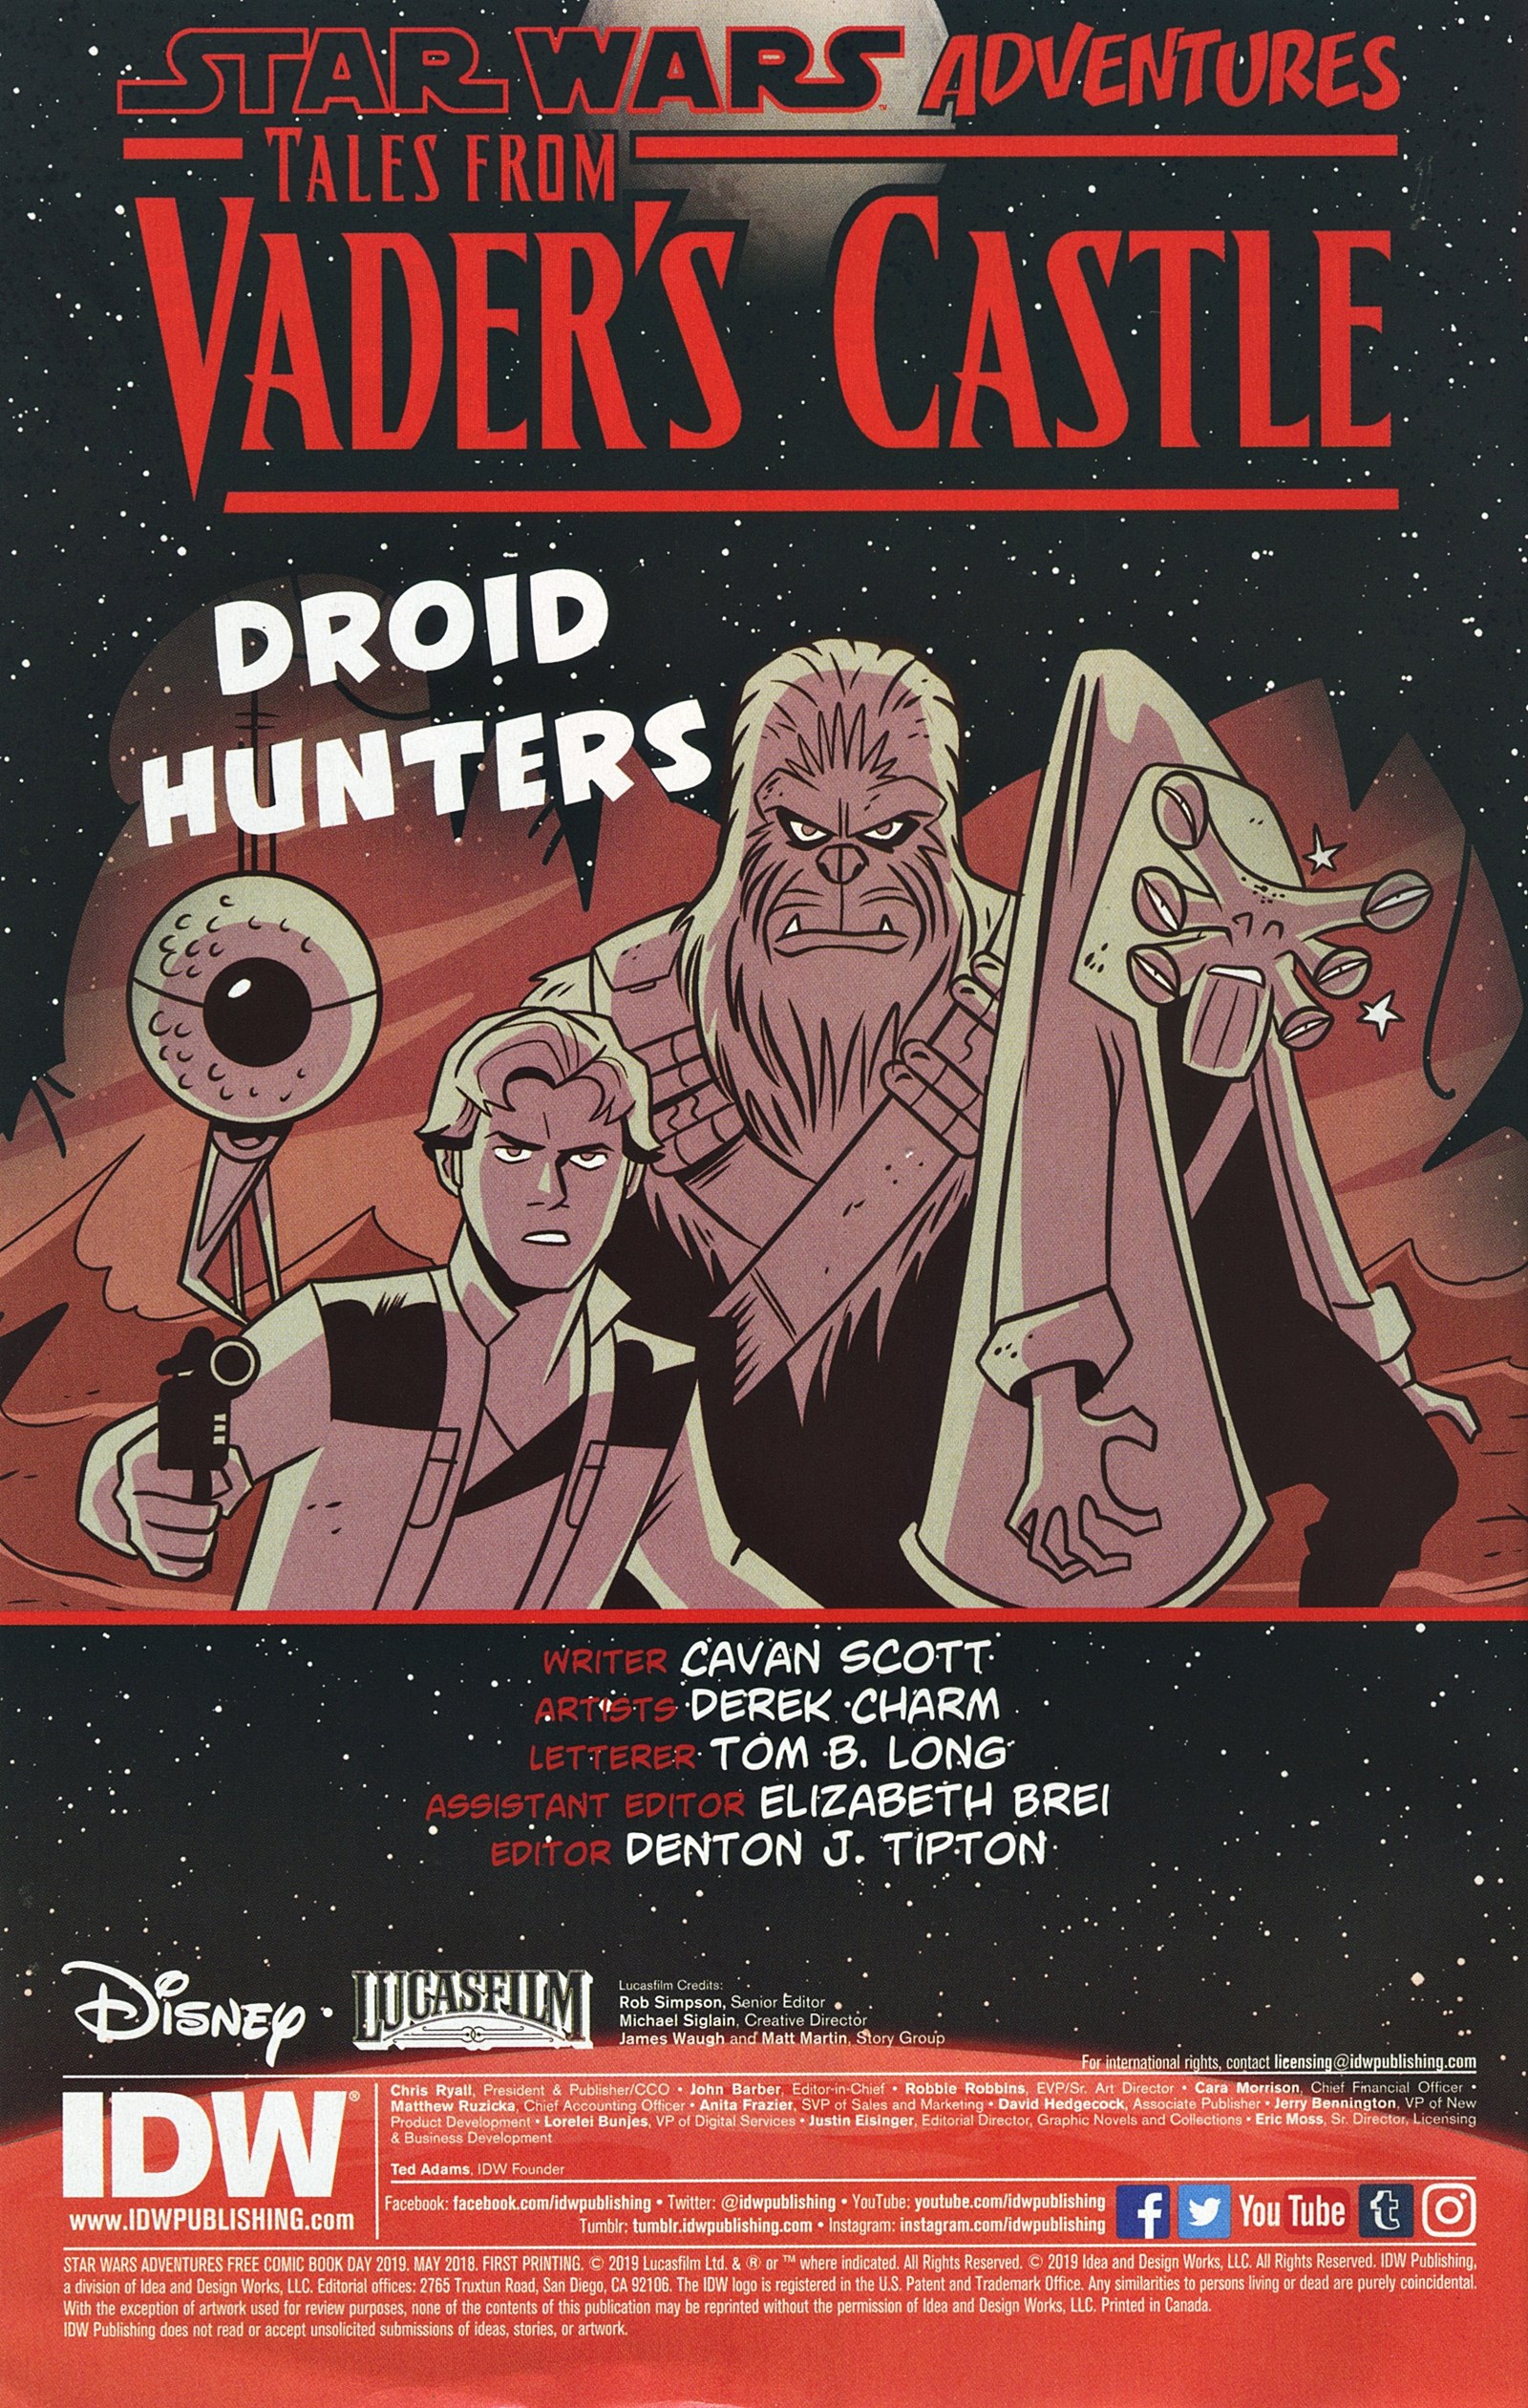 STAR WARS ADVENTURES
TALES FROM
VADER'S CASTLE
DROID
HUNTERS
WRITER CAVAN SCOTT
ARTISTS DEREK CHARM
LETTERER TOM B. LONG
ASSISTANT EDITOR ELIZABETH BREI
EDITOR DENTON J. TIPTON
DISNEY
LUCASFILM
Lucasfilm Credits:
Rob Simpson, Senior Editor
Michael Siglain, Creative Director
James Waugh and Matt Martin, Story Group
For international rights, contact licensing@idwpublishing.com
IDW®
www.IDWPUBLISHING.com
Chris Ryall, President & Publisher/CCO • John Barber, Editor-in-Chief • Robbie Robbins, EVP/Sr. Art Director • Cara Morrison, Chief Financial Officer •
Matthew Ruzicka, Chief Accounting Officer • Anita Frazier, SVP of Sales and Marketing • David Hedgecock, Associate Publisher • Jerry Bennington, VP of New
Product Development • Lorelei Bunjes, VP of Digital Services • Justin Eisinger, Editorial Director, Graphic Novels and Collections • Eric Moss, Sr. Director, Licensing
& Business Development
Ted Adams, IDW Founder
Facebook: facebook.com/idwpublishing • Twitter: @idwpublishing • YouTube: youtube.com/idwpublishing
Tumblr: tumblr.idwpublishing.com • Instagram: instagram.com/idwpublishing
f You Tube t
STAR WARS ADVENTURES FREE COMIC BOOK DAY 2019. MAY 2018. FIRST PRINTING. © 2019 Lucasfilm Ltd. & ® or ™ where indicated. All Rights Reserved. © 2019 Idea and Design Works, LLC. All Rights Reserved. IDW Publishing,
a division of Idea and Design Works, LLC. Editorial offices: 2765 Truxtun Road, San Diego, CA 92106. The IDW logo is registered in the U.S. Patent and Trademark Office. Any similarities to persons living or dead are purely coincidental.
With the exception of artwork used for review purposes, none of the contents of this publication may be reprinted without the permission of Idea and Design Works, LLC. Printed in Canada.
IDW Publishing does not read or accept unsolicited submissions of ideas, stories, or artwork.